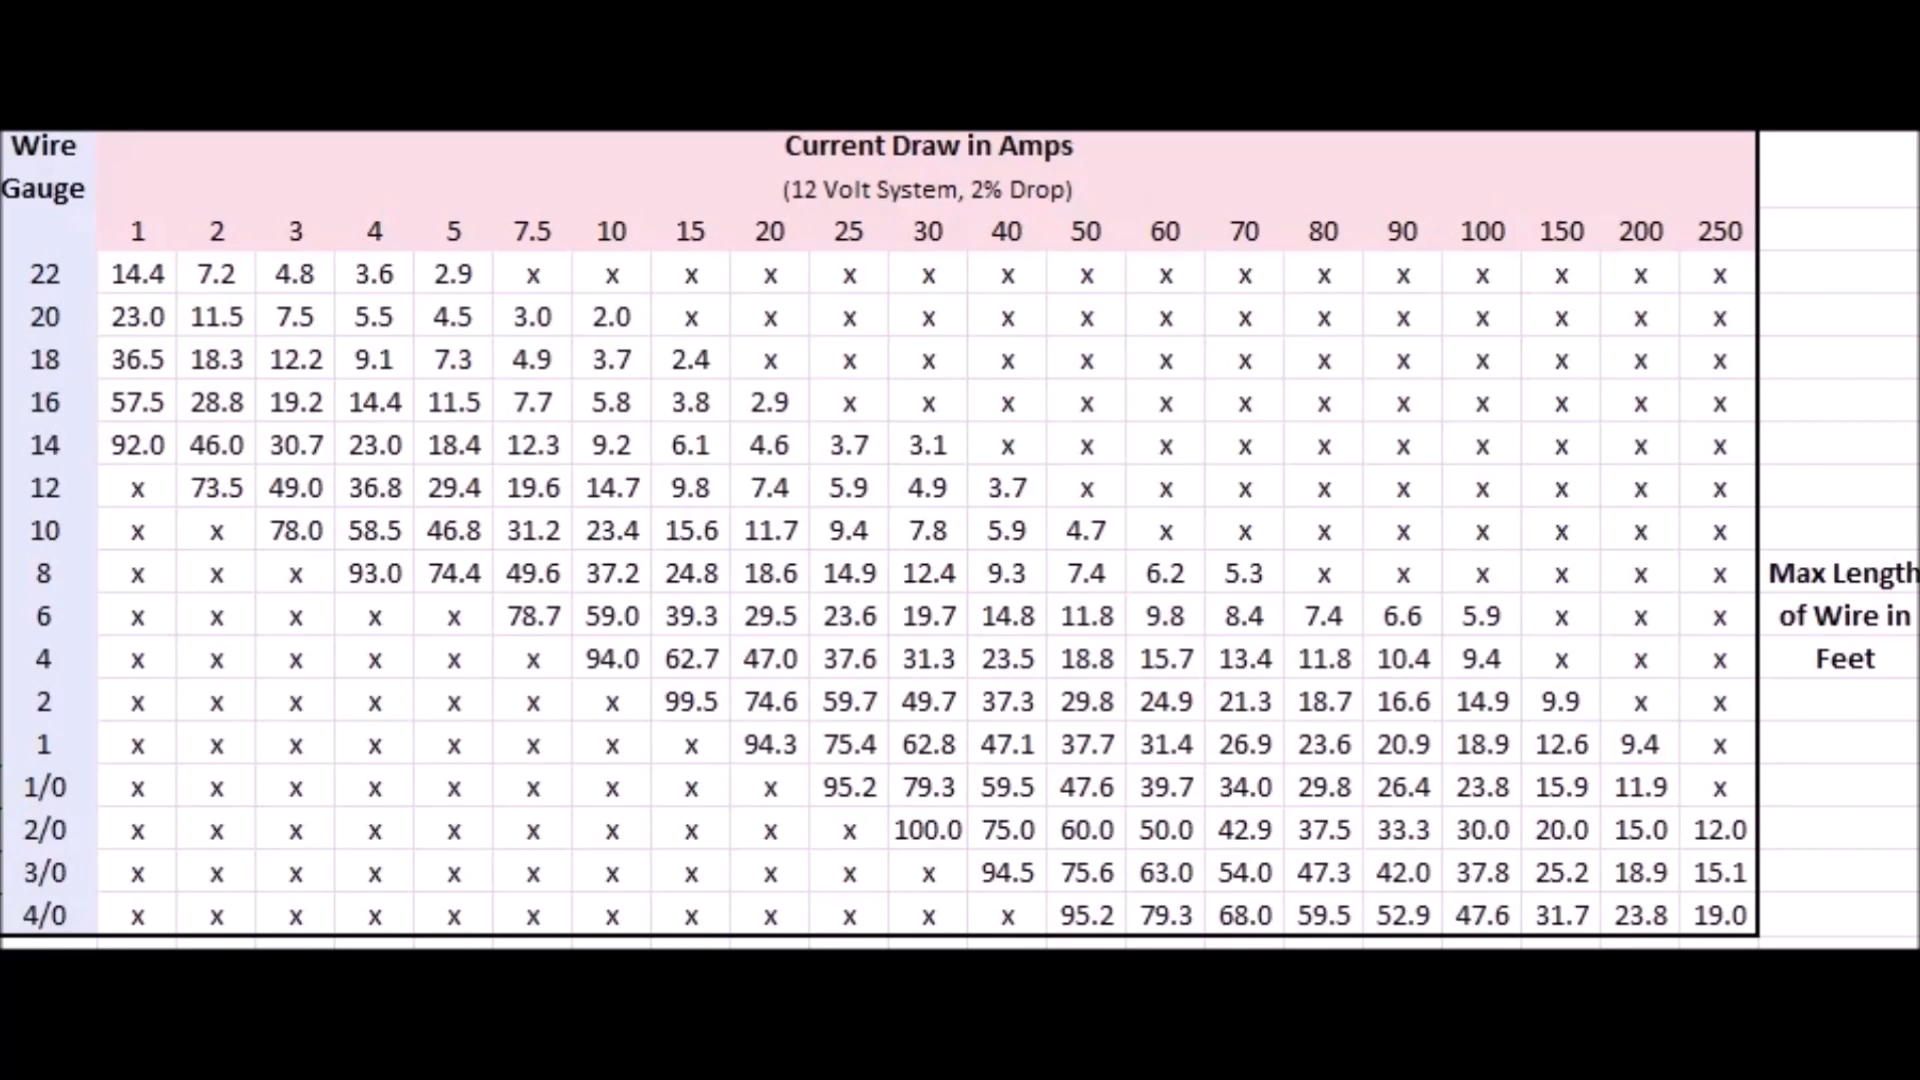 Wire Current Draw in Amps
Gauge (12 Volt System, 2% Drop)
1 2 3 4 5 7.5 10 15 20 25 30 40 50 60 70 80 90 100 150 200 250
22 14.4 7.2 4.8 3.6 2.9 x x x x x x x x x x x x x x x x
20 23.0 11.5 7.5 5.5 4.5 3.0 2.0 x x x x x x x x x x x x x x
18 36.5 18.3 12.2 9.1 7.3 4.9 3.7 2.4 x x x x x x x x x x x x x
16 57.5 28.8 19.2 14.4 11.5 7.7 5.8 3.8 2.9 x x x x x x x x x x x x
14 92.0 46.0 30.7 23.0 18.4 12.3 9.2 6.1 4.6 3.7 3.1 x x x x x x x x x x
12 x 73.5 49.0 36.8 29.4 19.6 14.7 9.8 7.4 5.9 4.9 3.7 x x x x x x x x x
10 x x 78.0 58.5 46.8 31.2 23.4 15.6 11.7 9.4 7.8 5.9 4.7 x x x x x x x x
8 x x x 93.0 74.4 49.6 37.2 24.8 18.6 14.9 12.4 9.3 7.4 6.2 5.3 x x x x x x Max Length
6 x x x x x 78.7 59.0 39.3 29.5 23.6 19.7 14.8 11.8 9.8 8.4 7.4 6.6 5.9 x x x of Wire in
4 x x x x x x 94.0 62.7 47.0 37.6 31.3 23.5 18.8 15.7 13.4 11.8 10.4 9.4 x x x Feet
2 x x x x x x x 99.5 74.6 59.7 49.7 37.3 29.8 24.9 21.3 18.7 16.6 14.9 9.9 x x
1 x x x x x x x x 94.3 75.4 62.8 47.1 37.7 31.4 26.9 23.6 20.9 18.9 12.6 9.4 x
1/0 x x x x x x x x x 95.2 79.3 59.5 47.6 39.7 34.0 29.8 26.4 23.8 15.9 11.9 x
2/0 x x x x x x x x x x 100.0 75.0 60.0 50.0 42.9 37.5 33.3 30.0 20.0 15.0 12.0
3/0 x x x x x x x x x x x 94.5 75.6 63.0 54.0 47.3 42.0 37.8 25.2 18.9 15.1
4/0 x x x x x x x x x x x x 95.2 79.3 68.0 59.5 52.9 47.6 31.7 23.8 19.0